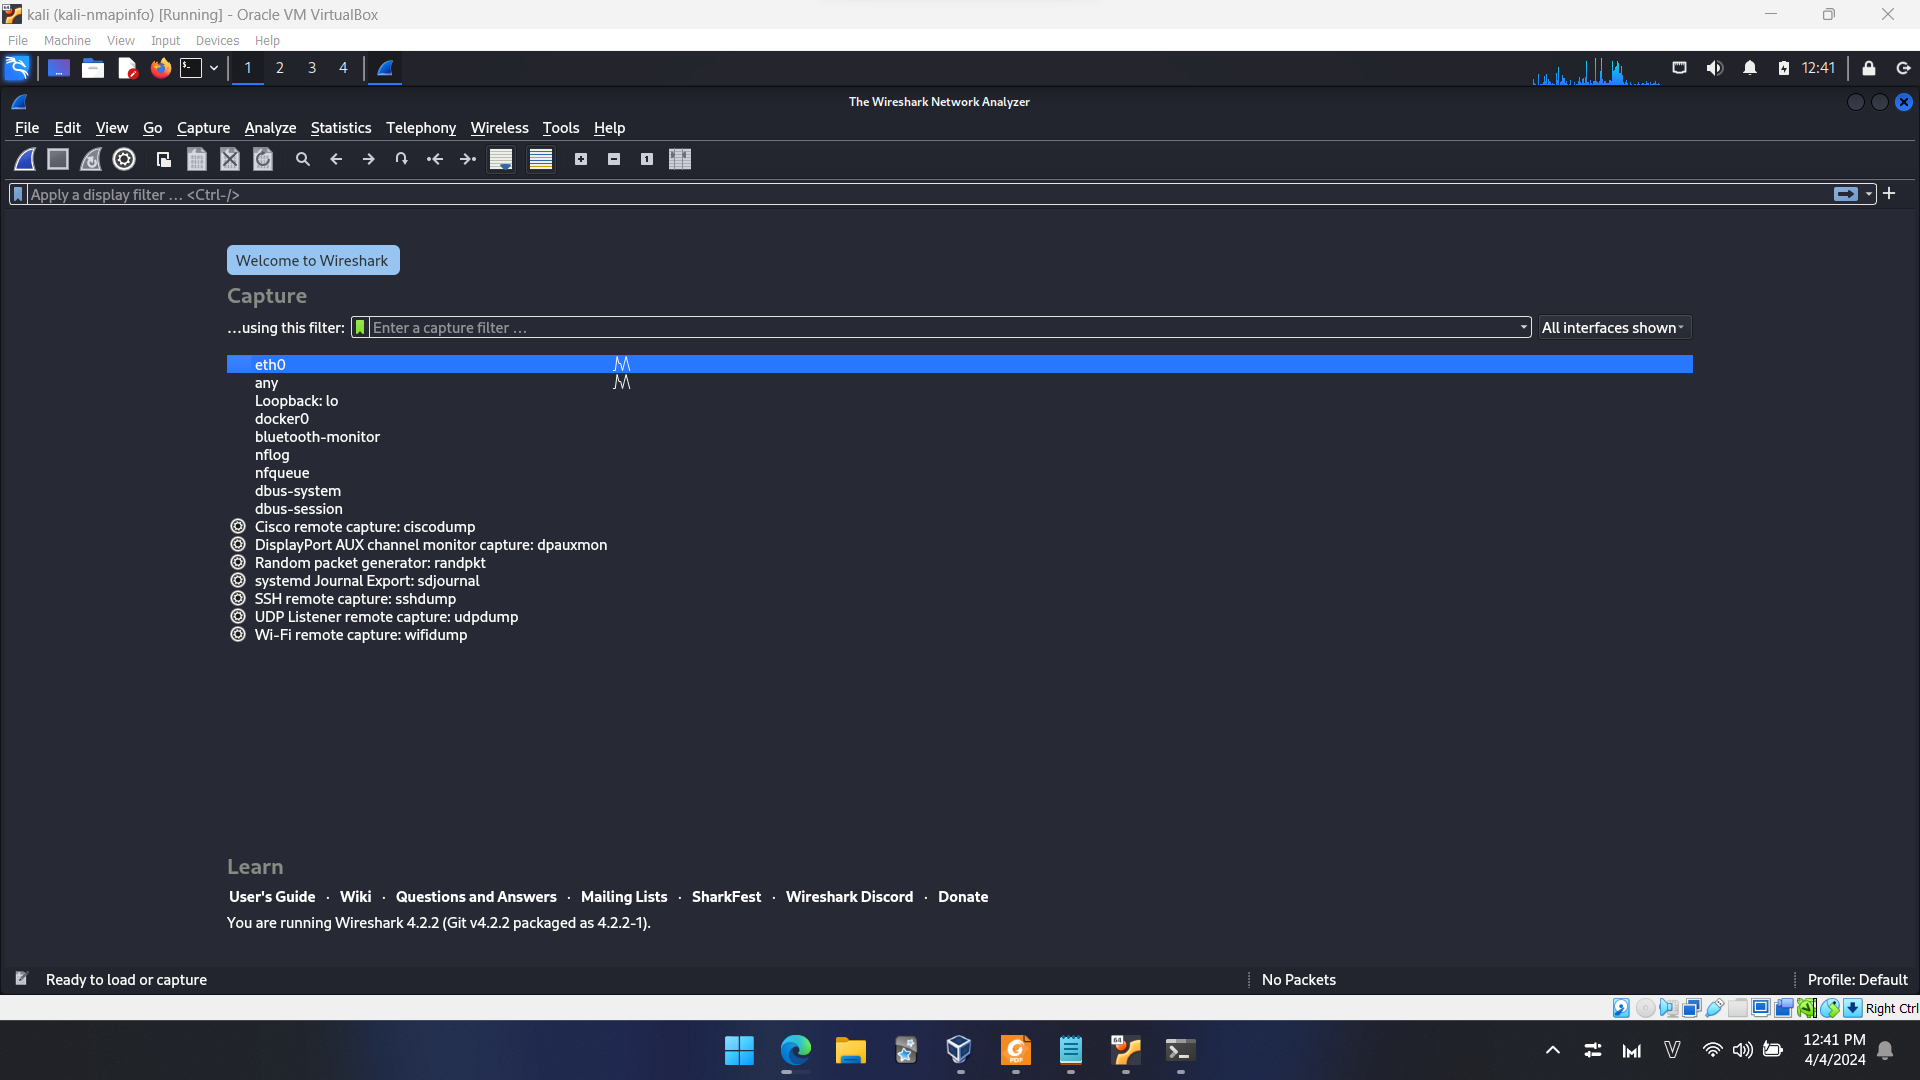 kali (kali-nmapinfo) [Running] - Oracle VM VirtualBox
File Machine View Input Devices Help
1 2 3 4 12:41
The Wireshark Network Analyzer
File Edit View Go Capture Analyze Statistics Telephony Wireless Tools Help
Apply a display filter … <Ctrl-/>
Welcome to Wireshark
Capture
…using this filter: Enter a capture filter … All interfaces shown
eth0
any
Loopback: lo
docker0
bluetooth-monitor
nflog
nfqueue
dbus-system
dbus-session
Cisco remote capture: ciscodump
DisplayPort AUX channel monitor capture: dpauxmon
Random packet generator: randpkt
systemd Journal Export: sdjournal
SSH remote capture: sshdump
UDP Listener remote capture: udpdump
Wi-Fi remote capture: wifidump
Learn
User's Guide · Wiki · Questions and Answers · Mailing Lists · SharkFest · Wireshark Discord · Donate
You are running Wireshark 4.2.2 (Git v4.2.2 packaged as 4.2.2-1).
Ready to load or capture No Packets Profile: Default
Right Ctrl
12:41 PM
4/4/2024